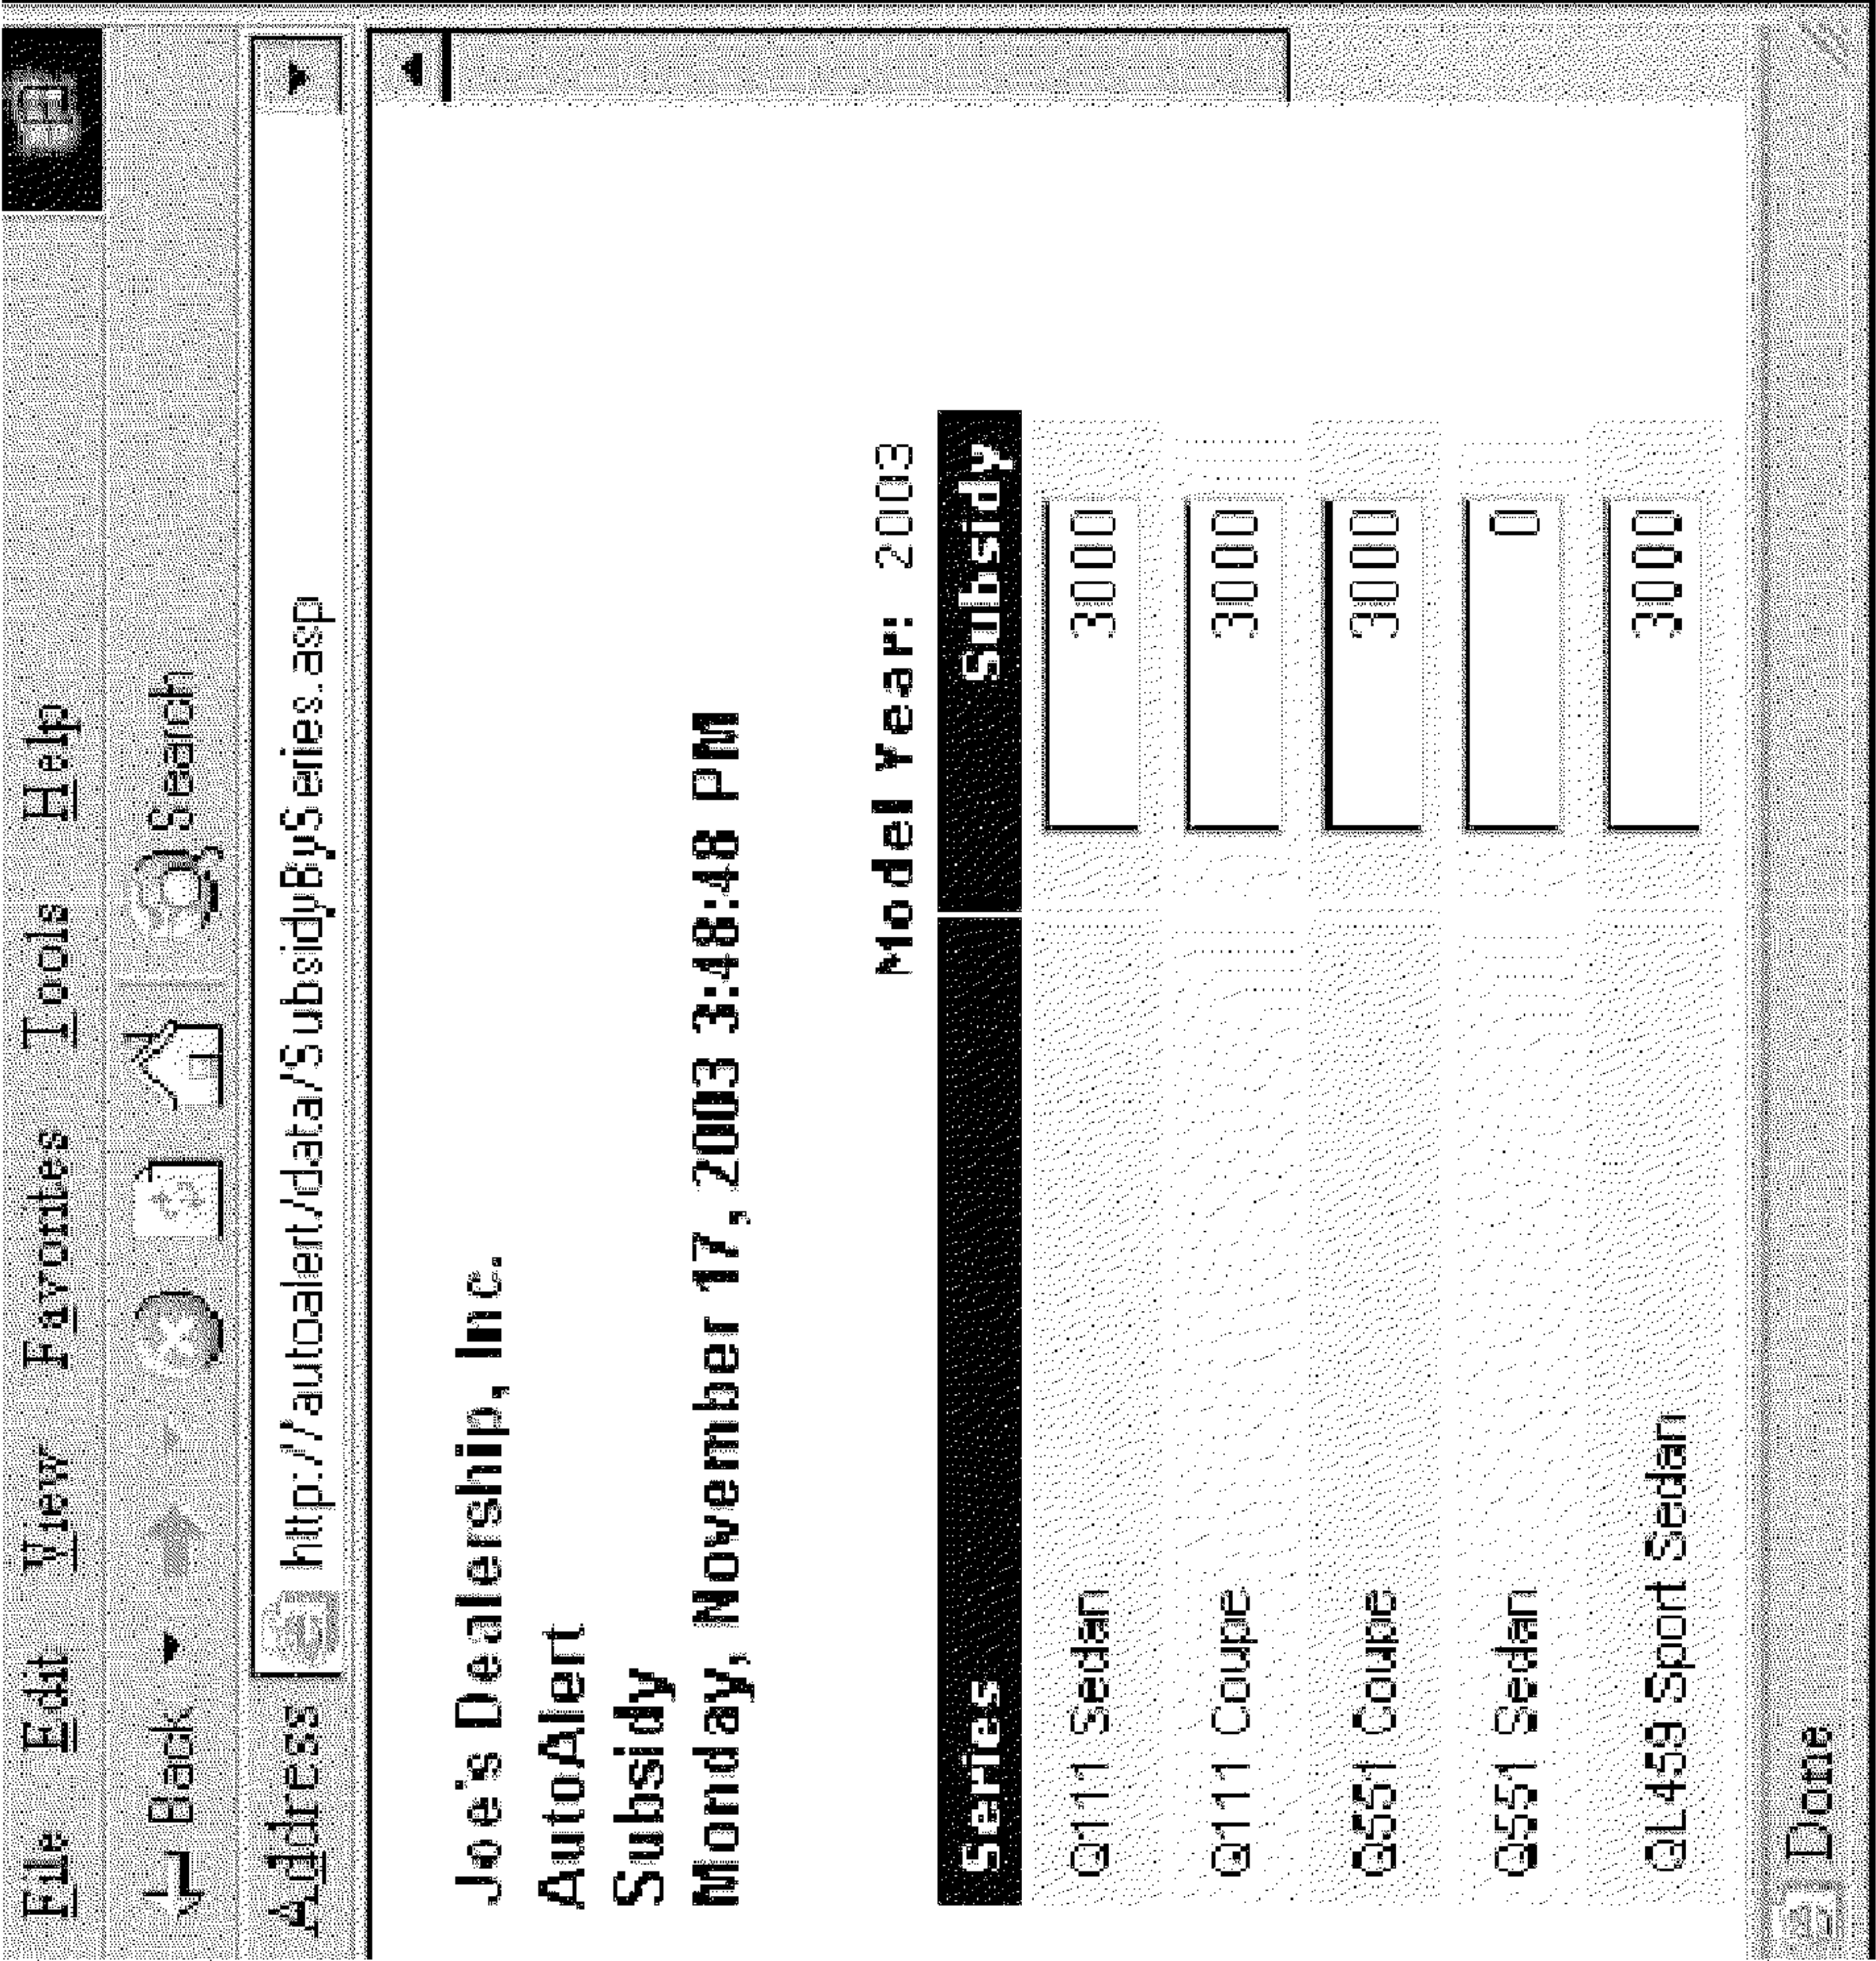 File Edit View Favorites Tools Help
Back Search
Address http://autoalert/data/SubsidyBySeries.asp
Joe's Dealership, Inc.
AutoAlert
Subsidy
Monday, November 17, 2003 3:48:48 PM
Model Year: 2003
Series Subsidy
Q111 Sedan 3000
Q111 Coupe 3000
Q551 Coupe 3000
Q551 Sedan 0
QL459 Sport Sedan 3000
Done